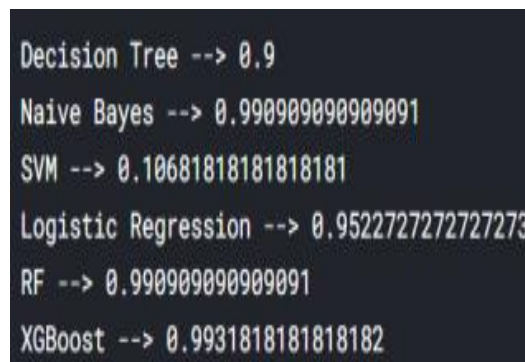 Decision Tree --> 0.9
Naive Bayes --> 0.990909090909091
SVM --> 0.10681818181818181
Logistic Regression --> 0.9522727272727273
RF --> 0.990909090909091
XGBoost --> 0.9931818181818182